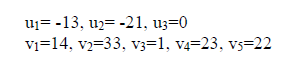 u₁= -13, u₂= -21, u₃=0
v₁=14, v₂=33, v₃=1, v₄=23, v₅=22